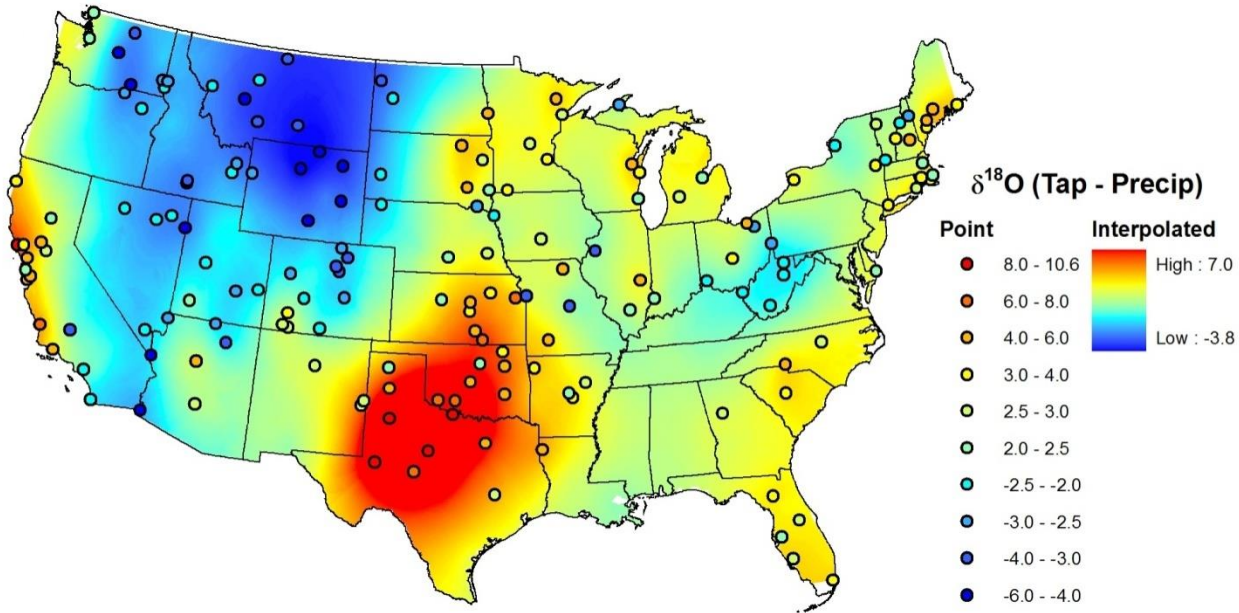 δ18O (Tap - Precip)
Point
Interpolated
8.0 - 10.6
6.0 - 8.0
4.0 - 6.0
3.0 - 4.0
2.5 - 3.0
2.0 - 2.5
-2.5 - -2.0
-3.0 - -2.5
-4.0 - -3.0
-6.0 - -4.0
High : 7.0
Low : -3.8